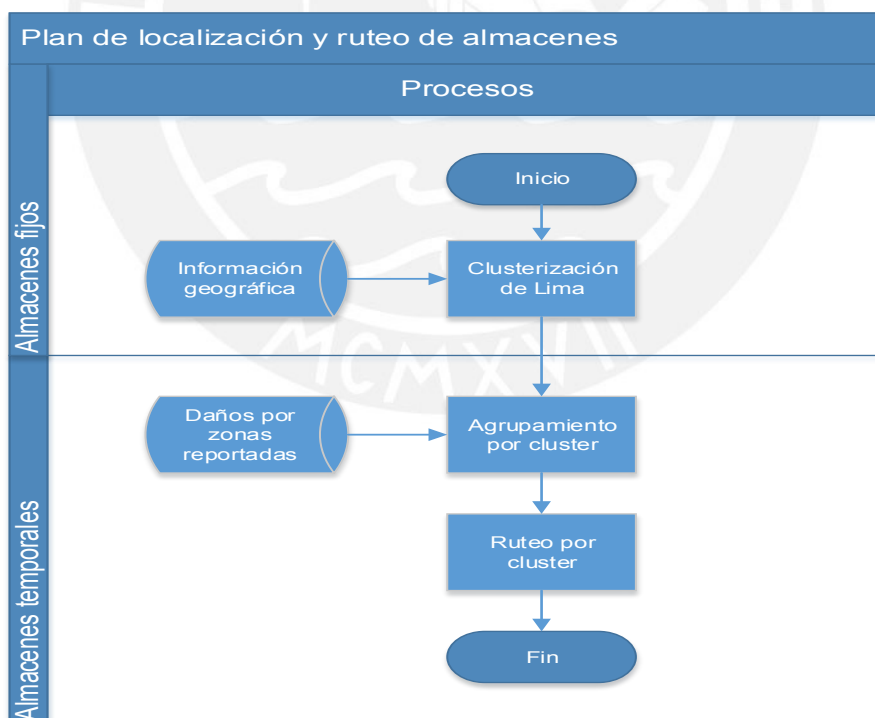 Plan de localización y ruteo de almacenes
Procesos
Almacenes fijos
Inicio
Información
geográfica
Clusterización
de Lima
MCMXVII
Almacenes temporales
Daños por
zonas
reportadas
Agrupamiento
por cluster
Ruteo por
cluster
Fin